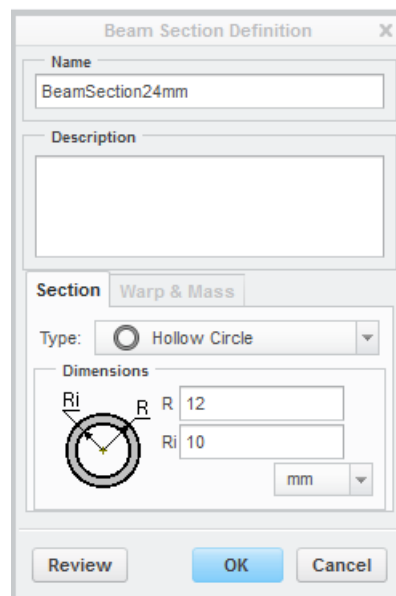 Beam Section Definition X
Name
BeamSection24mm
Description
Section Warp & Mass
Type: Hollow Circle
Dimensions
Ri R R 12
Ri 10
mm
Review OK Cancel